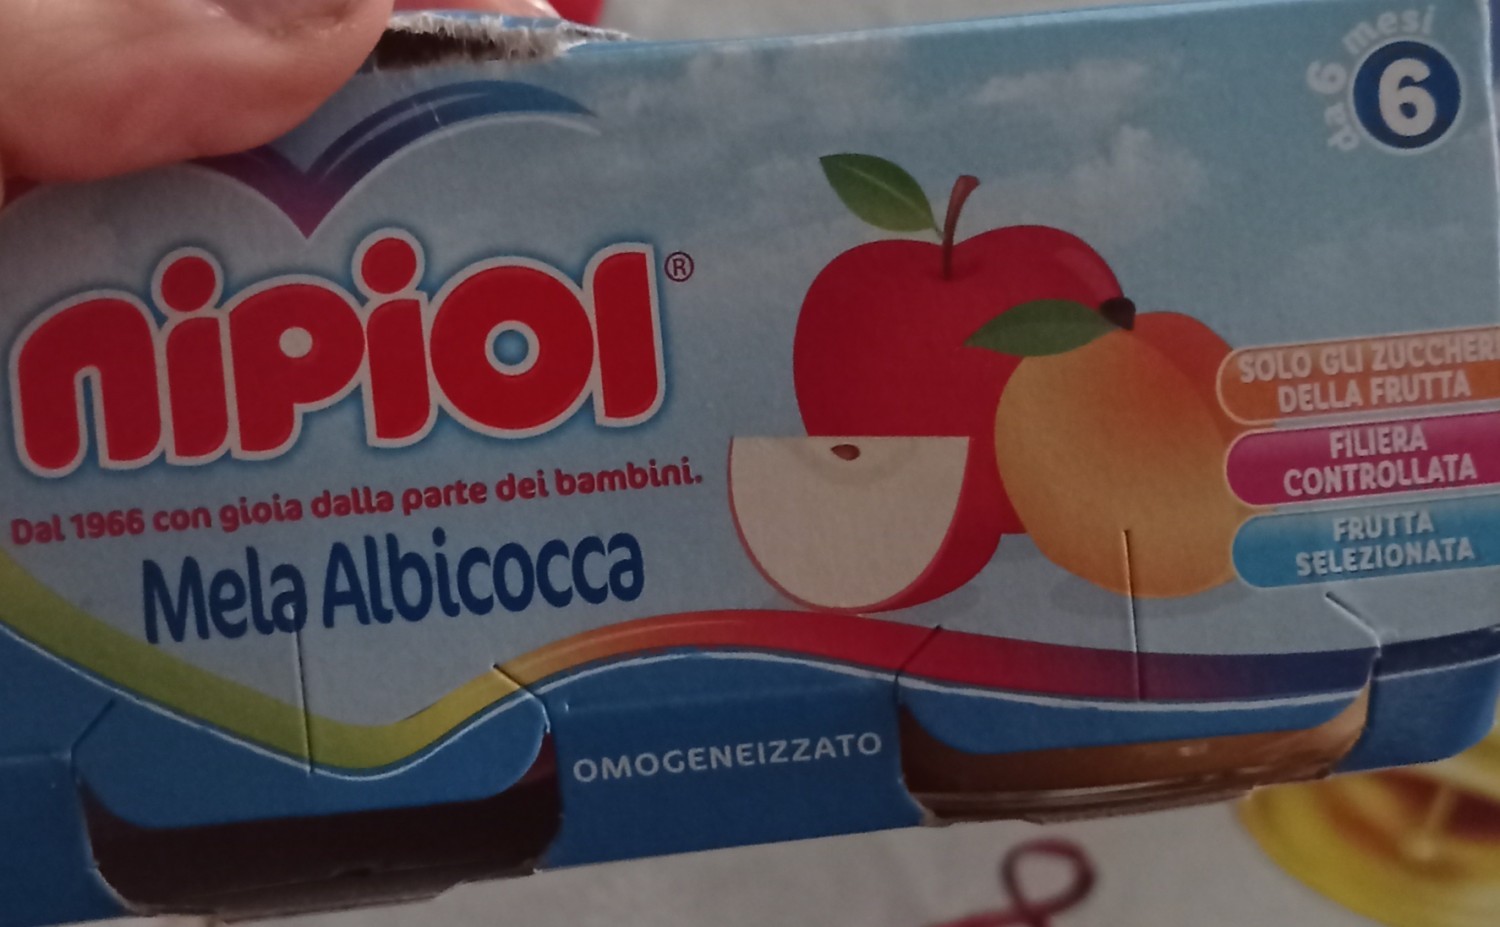 da 6 mesi
6
nipiol®
Dal 1966 con gioia dalla parte dei bambini.
Mela Albicocca
SOLO GLI ZUCCHERI
DELLA FRUTTA
FILIERA
CONTROLLATA
FRUTTA
SELEZIONATA
OMOGENEIZZATO